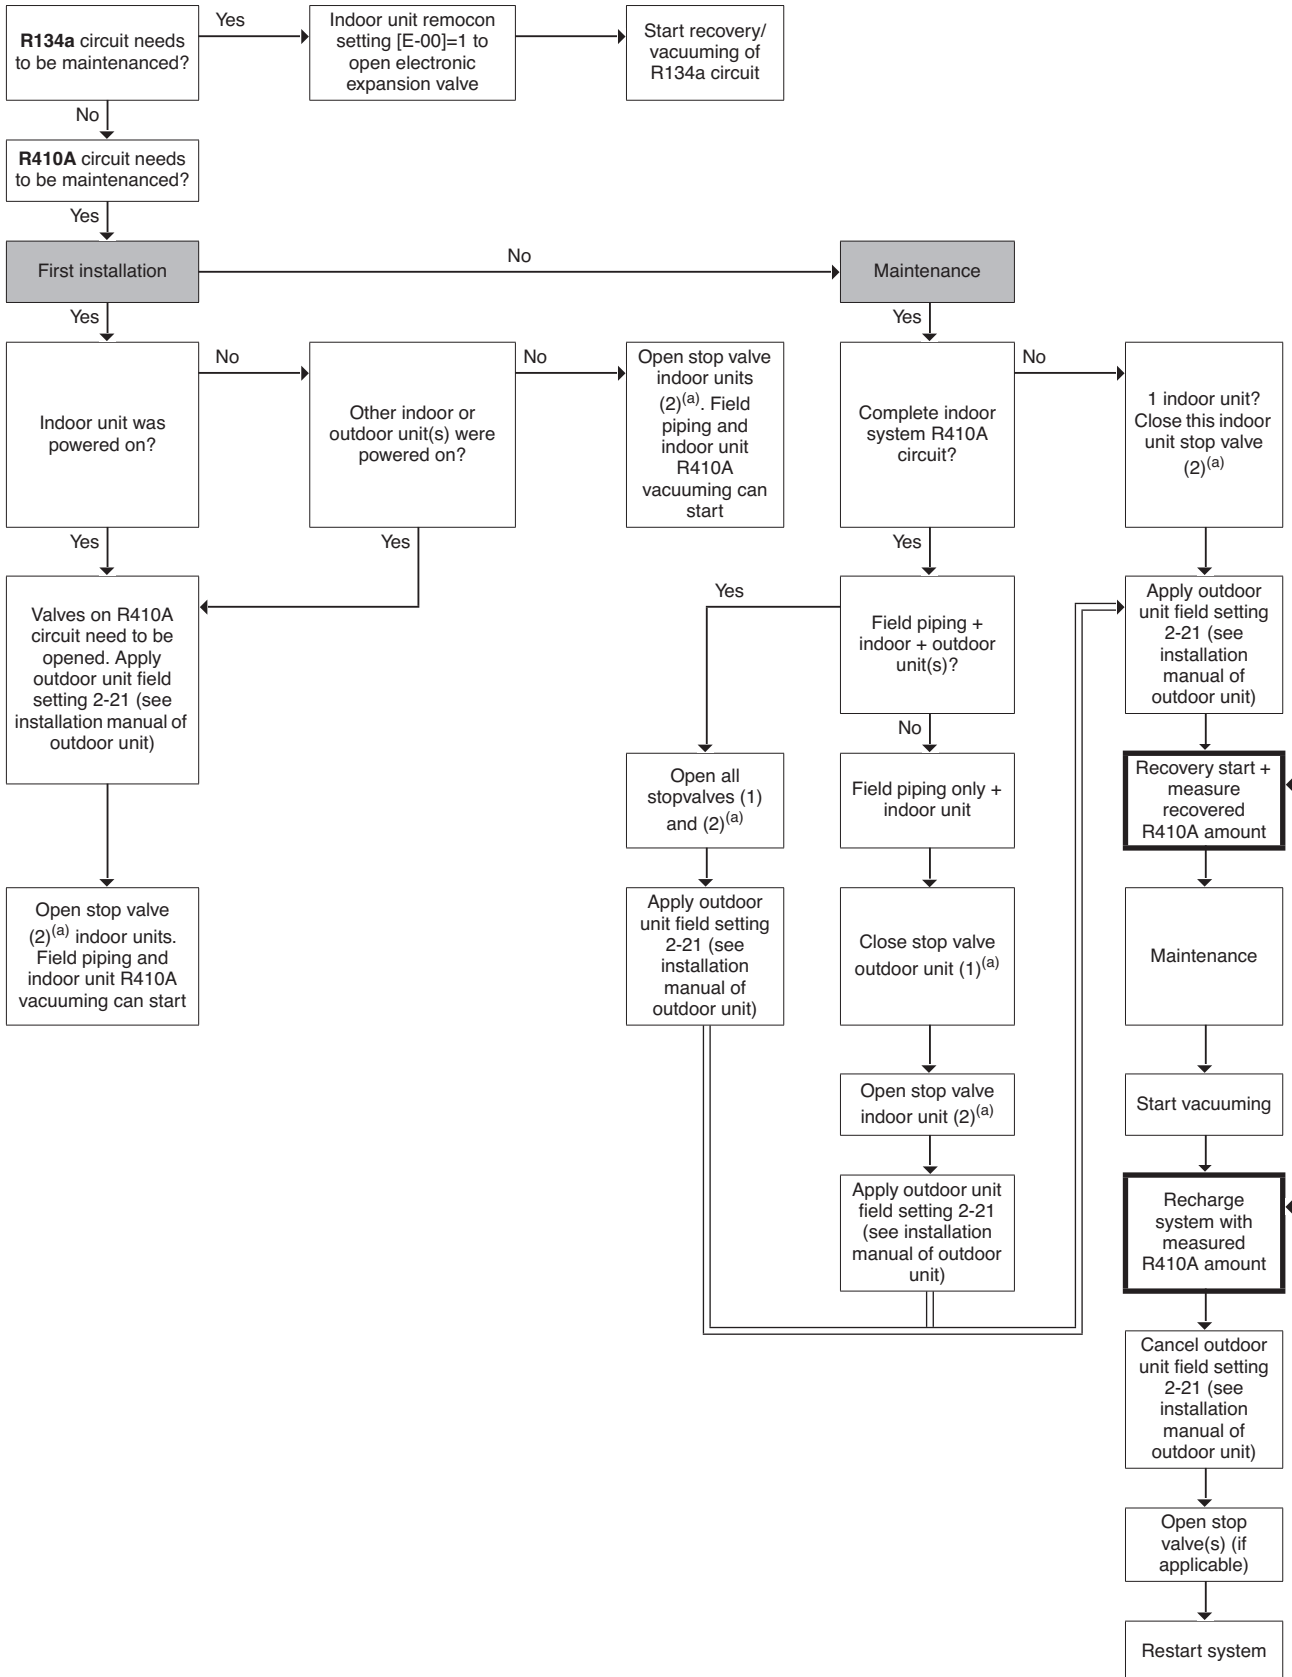 R134a circuit needs
to be maintenanced?
Yes
Indoor unit remocon
setting [E-00]=1 to
open electronic
expansion valve
Start recovery/
vacuuming of
R134a circuit
No
R410A circuit needs
to be maintenanced?
Yes
First installation
No
Maintenance
Yes
Yes
Indoor unit was
powered on?
No
Other indoor or
outdoor unit(s) were
powered on?
No
Open stop valve
indoor units
(2)(a). Field
piping and
indoor unit
R410A
vacuuming can
start
Complete indoor
system R410A
circuit?
No
1 indoor unit?
Close this indoor
unit stop valve
(2)(a)
Yes
Yes
Yes
Valves on R410A
circuit need to be
opened. Apply
outdoor unit field
setting 2-21 (see
installation manual of
outdoor unit)
Yes
Field piping +
indoor + outdoor
unit(s)?
Apply outdoor
unit field setting
2-21 (see
installation
manual of
outdoor unit)
No
Open all
stopvalves (1)
and (2)(a)
Field piping only +
indoor unit
Recovery start +
measure
recovered
R410A amount
Open stop valve
(2)(a) indoor units.
Field piping and
indoor unit R410A
vacuuming can start
Apply outdoor
unit field setting
2-21 (see
installation
manual of
outdoor unit)
Close stop valve
outdoor unit (1)(a)
Maintenance
Open stop valve
indoor unit (2)(a)
Start vacuuming
Apply outdoor unit
field setting 2-21
(see installation
manual of outdoor
unit)
Recharge
system with
measured
R410A amount
Cancel outdoor
unit field setting
2-21 (see
installation
manual of
outdoor unit)
Open stop
valve(s) (if
applicable)
Restart system